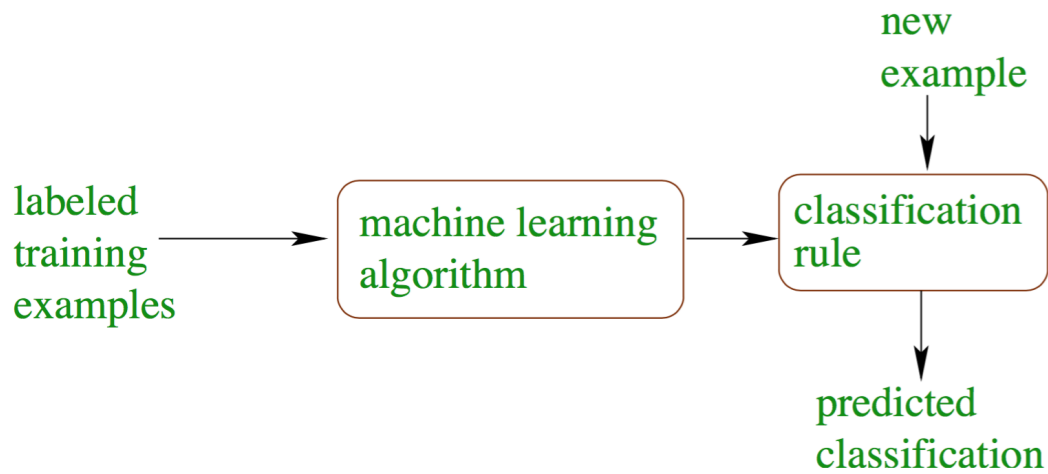 new
example
labeled
training
examples
machine learning
algorithm
classification
rule
predicted
classification